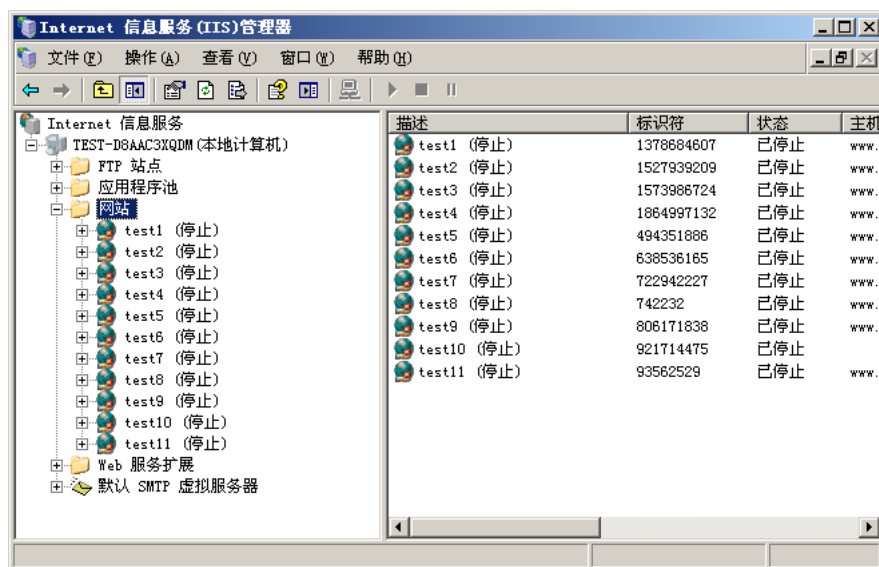 Internet 信息服务(IIS)管理器
文件(F) 操作(A) 查看(V) 窗口(W) 帮助(H)
Internet 信息服务
TEST-D8AAC3XQDM(本地计算机)
FTP 站点
应用程序池
网站
test1 (停止)
test2 (停止)
test3 (停止)
test4 (停止)
test5 (停止)
test6 (停止)
test7 (停止)
test8 (停止)
test9 (停止)
test10 (停止)
test11 (停止)
Web 服务扩展
默认 SMTP 虚拟服务器
描述 标识符 状态 主机
test1 (停止) 1378684607 已停止 www.
test2 (停止) 1527939209 已停止 www.
test3 (停止) 1573986724 已停止 www.
test4 (停止) 1864997132 已停止 www.
test5 (停止) 494351886 已停止 www.
test6 (停止) 638536165 已停止 www.
test7 (停止) 722942227 已停止 www.
test8 (停止) 742232 已停止 www.
test9 (停止) 806171838 已停止 www.
test10 (停止) 921714475 已停止
test11 (停止) 93562529 已停止 www.